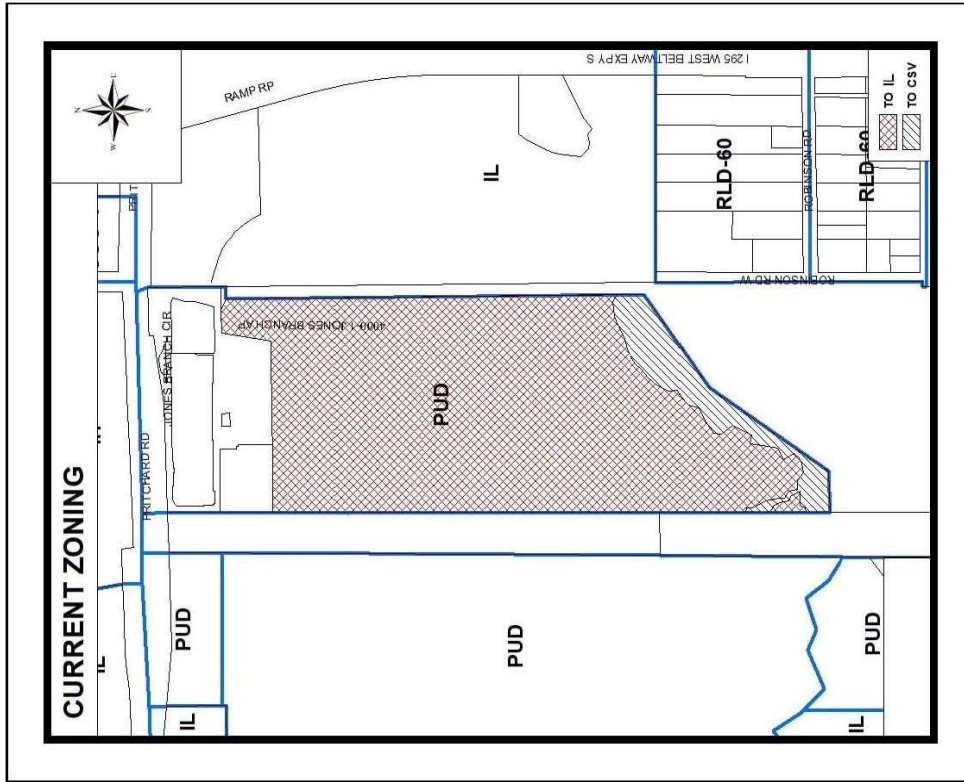 CURRENT ZONING
N
E
S
W
RAMP RP
I 295 WEST BELTWAY EXPY S
PRIT
IL
PRITCHARD RD
JONES BRANCH CIR
4000-1 JONES BRANCH AP
IL
PUD
PUD
IL
PUD
RLD-60
ROBINSON RD
RLD-60
ROBINSON RD W
PUD
IL
TO IL
TO CSV